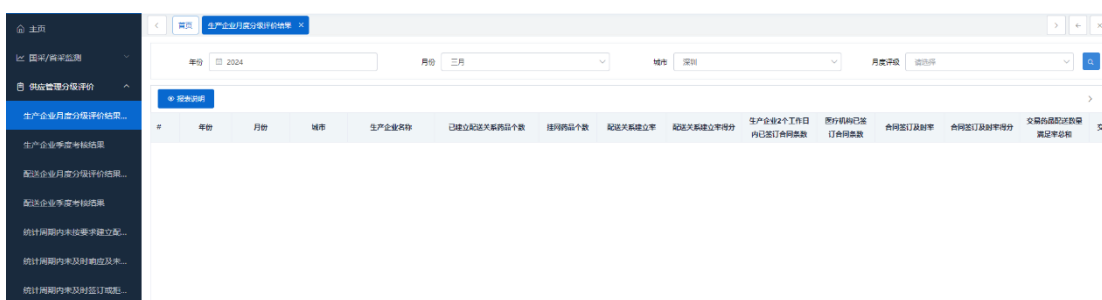 主页
首页
生产企业月度分级评价结果 ×
国采/省采监测
年份
2024
月份
三月
城市
深圳
月度评级
请选择
供应管理分级评价
报表说明
生产企业月度分级评价结果...
#
年份
月份
城市
生产企业名称
已建立配送关系药品个数
挂网药品个数
配送关系建立率
配送关系建立率得分
生产企业2个工作日
内已签订合同条数
医疗机构已签
订合同条数
合同签订及时率
合同签订及时率得分
交易药品配送数量
满足率总和
生产企业季度考核结果
配送企业月度分级评价结果...
配送企业季度考核结果
统计周期内未按要求建立配...
统计周期内未及时响应及未...
统计周期内未及时签订或拒...